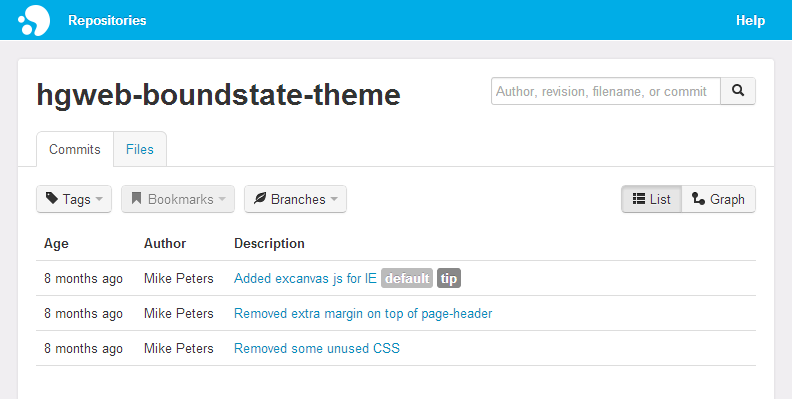 Repositories Help
hgweb-boundstate-theme
Author, revision, filename, or commit
Commits Files
Tags Bookmarks Branches List Graph
Age Author Description
8 months ago Mike Peters Added excanvas js for IE default tip
8 months ago Mike Peters Removed extra margin on top of page-header
8 months ago Mike Peters Removed some unused CSS